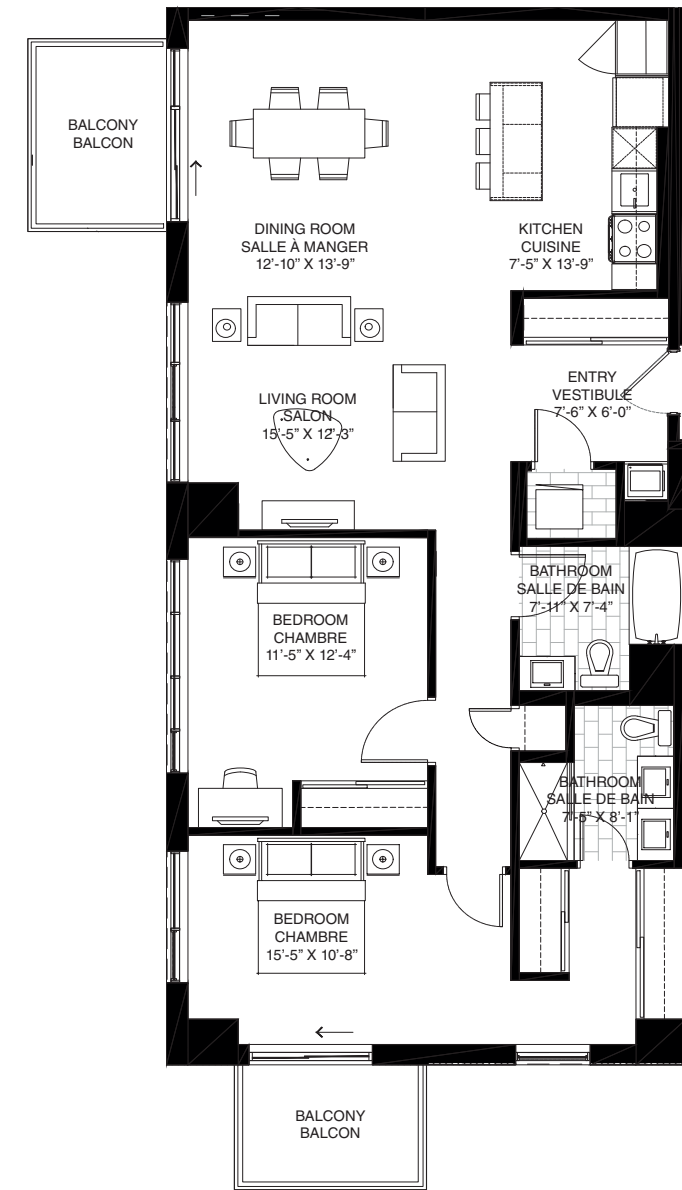 BALCONY
BALCON
DINING ROOM
SALLE À MANGER
12'-10” X 13'-9”
KITCHEN
CUISINE
7'-5” X 13'-9”
LIVING ROOM
SALON
15'-5” X 12'-3”
ENTRY
VESTIBULE
7'-6” X 6'-0”
BATHROOM
SALLE DE BAIN
7'-11” X 7'-4”
BEDROOM
CHAMBRE
11'-5” X 12'-4”
BATHROOM
SALLE DE BAIN
7'-5” X 8'-1”
BEDROOM
CHAMBRE
15'-5” X 10'-8”
BALCONY
BALCON